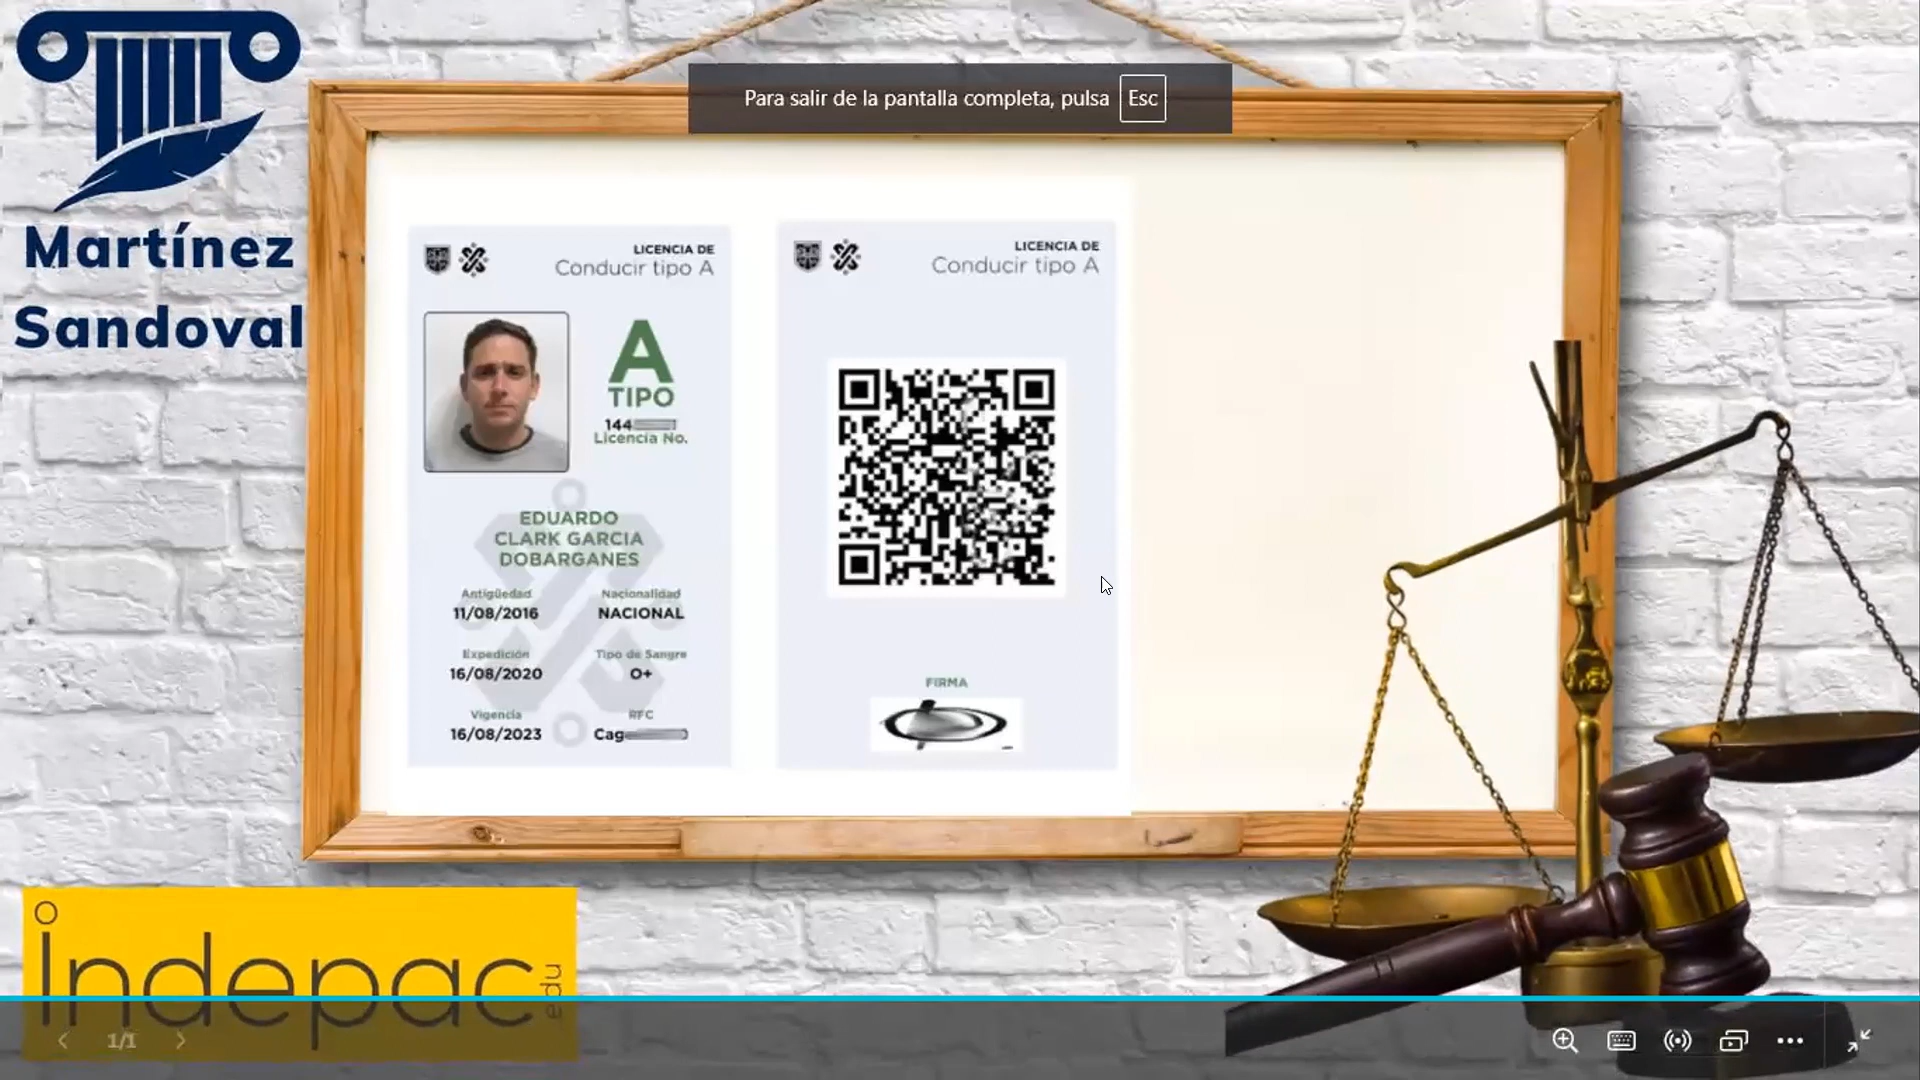 Martínez
Sandoval
Para salir de la pantalla completa, pulsa Esc
LICENCIA DE
Conducir tipo A
A
TIPO
144
Licencia No.
EDUARDO
CLARK GARCIA
DOBARGANES
Antigüedad
11/08/2016
Nacionalidad
NACIONAL
Expedición
16/08/2020
Tipo de Sangre
O+
Vigencia
16/08/2023
RFC
Cag
LICENCIA DE
Conducir tipo A
FIRMA
indepac
edu
1/1